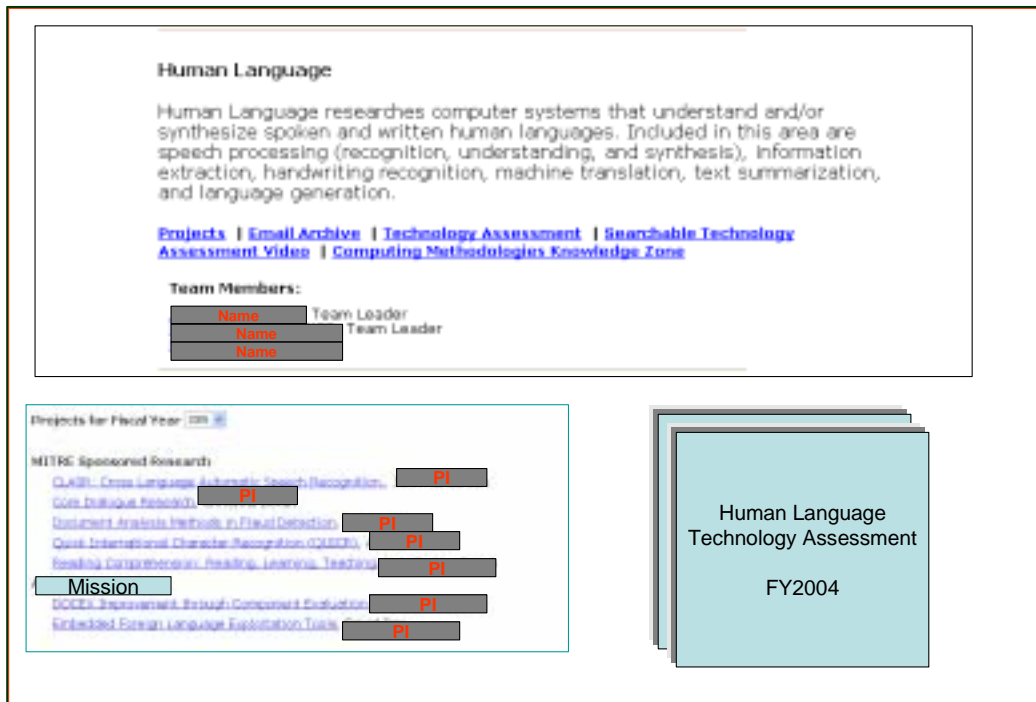 Human Language
Human Language researches computer systems that understand and/or
synthesize spoken and written human languages. Included in this area are
speech processing (recognition, understanding, and synthesis), information
extraction, handwriting recognition, machine translation, text summarization,
and language generation.
Projects | Email Archive | Technology Assessment | Searchable Technology
Assessment Video | Computing Methodologies Knowledge Zone
Team Members:
Name Team Leader
Name Team Leader
Name
Projects for Fiscal Year
MITRE Sponsored Research
Cross Language Automatic Speech Recognition, PI
Core Dialogue Research, PI
Document Analysis Methods in Fraud Detection, PI
Quick International Character Recognition (QUICR), PI
Reading Comprehension: Reading, Learning, Teaching PI
Mission
DOCEX Improvement through Component Evaluation PI
Embedded Foreign Language Exploitation Tools, PI
Human Language
Technology Assessment
FY2004